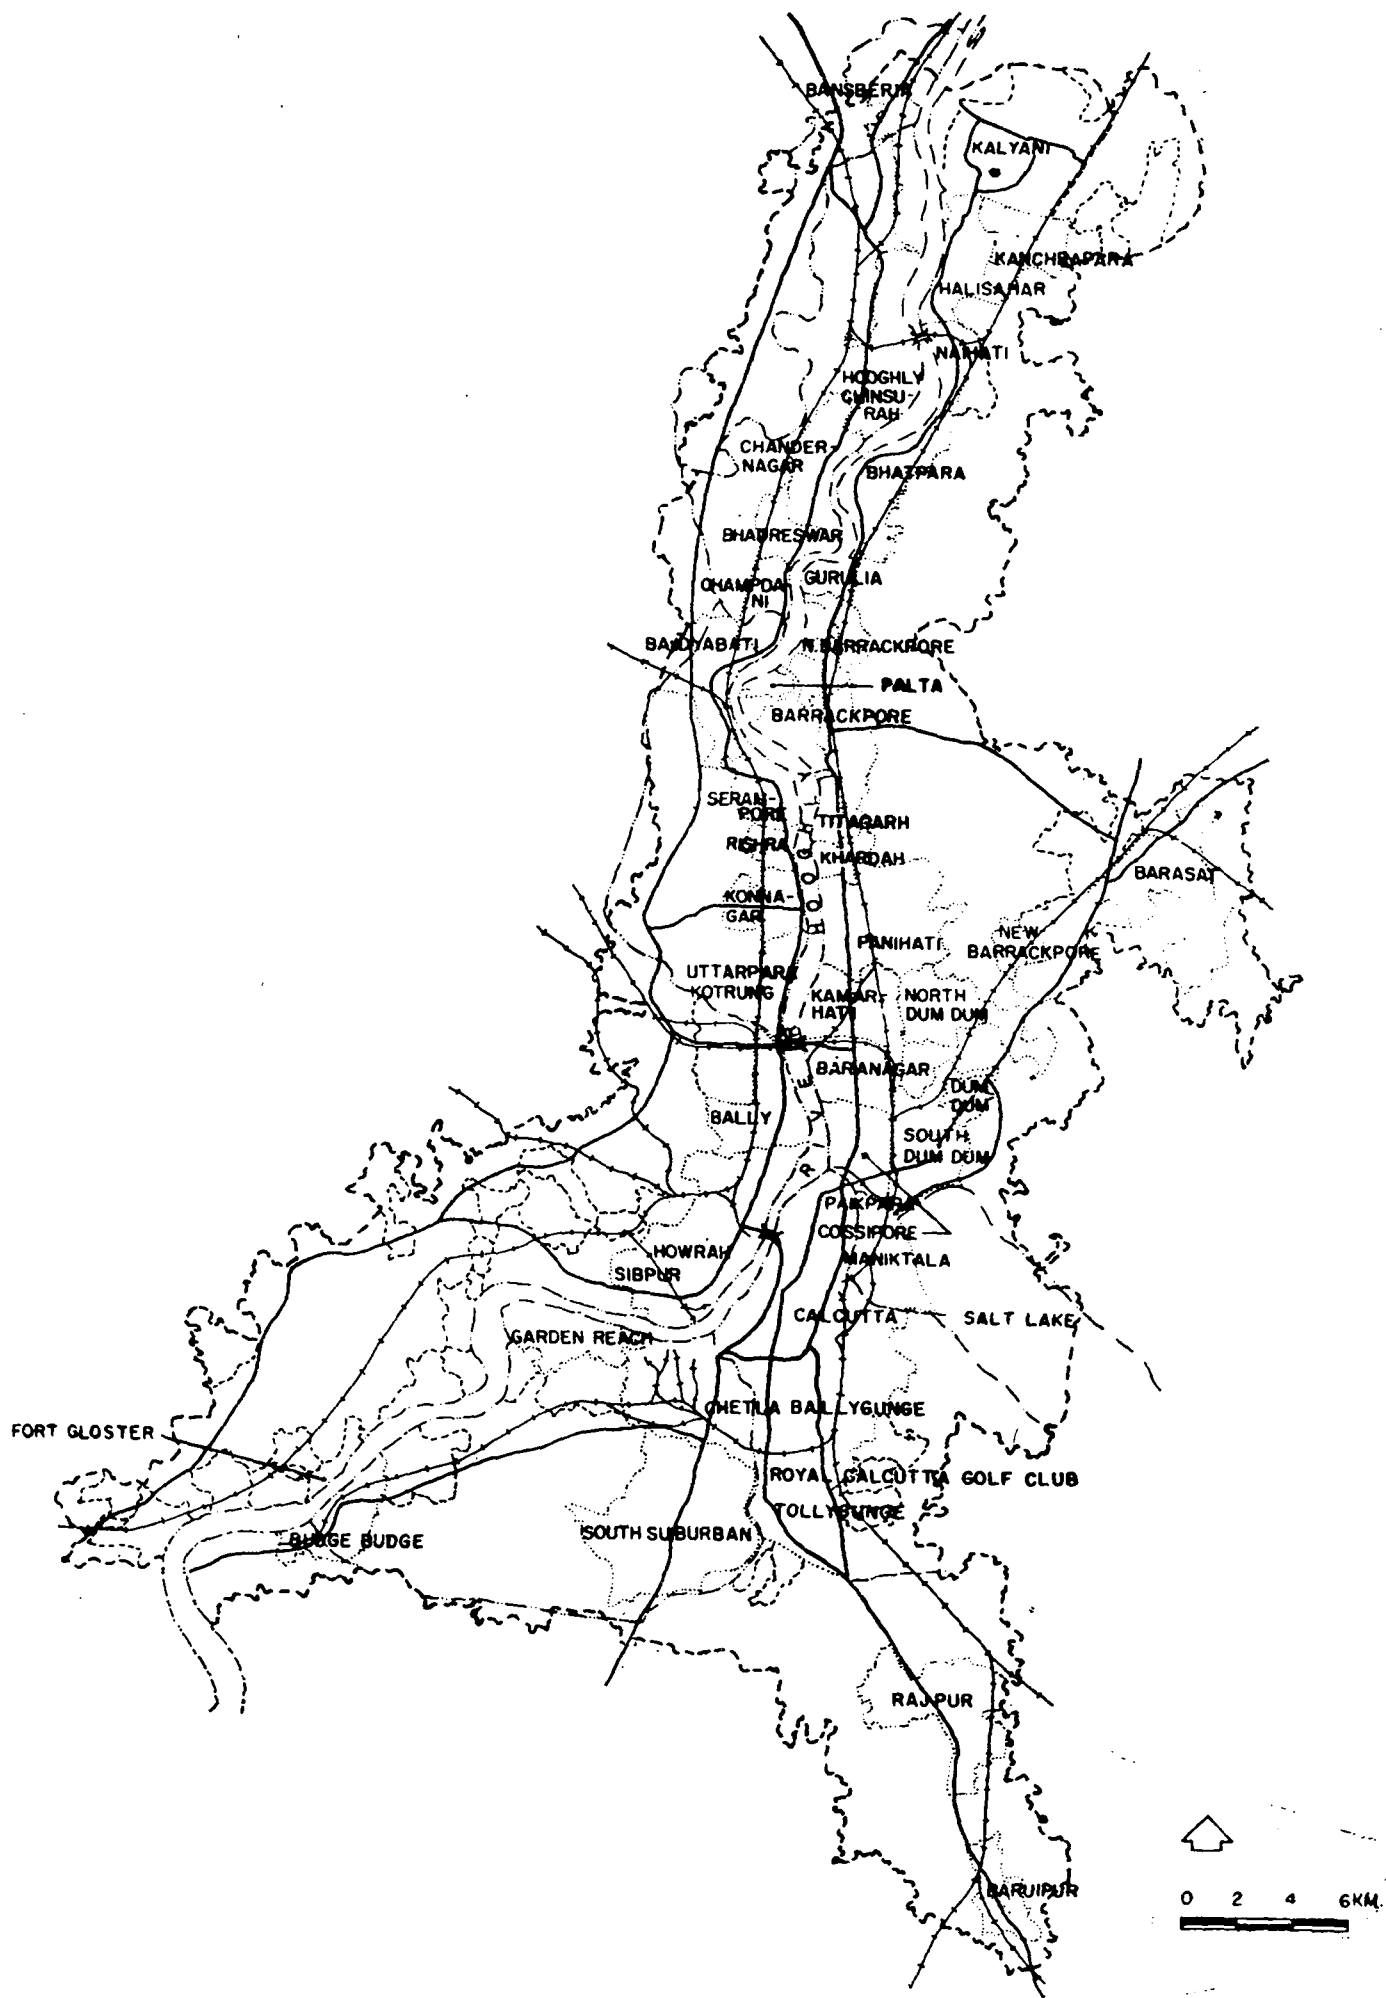 BANSBERIA
KALYANI
KANCHRAPARA
HALISAHAR
NAIHATI
HOOGHLY
CHINSU-
RAH
CHANDER-
NAGAR
BHATPARA
BHADRESWAR
GURULIA
CHAMPDA-
NI
BAIDYABATI
N. BARRACKPORE
PALTA
BARRACKPORE
SERAM-
PORE
TITAGARH
RISHRA
KHARDAH
BARASAT
KONNA-
GAR
HOOGHLY RIVER
PANIHATI
NEW
BARRACKPORE
UTTARPARA
KOTRUNG
KAMAR-
HATI
NORTH
DUM DUM
BARANAGAR
DUM
DUM
BALLY
SOUTH
DUM DUM
PAIKPARA
COSSIPORE
HOWRAH
MANIKTALA
SIBPUR
CALCUTTA
SALT LAKE
GARDEN REACH
CHETLA BALLYGUNGE
FORT GLOSTER
ROYAL CALCUTTA GOLF CLUB
TOLLYGUNGE
SOUTH SUBURBAN
BUDGE BUDGE
RAJPUR
BARUIPUR
0 2 4 6KM.